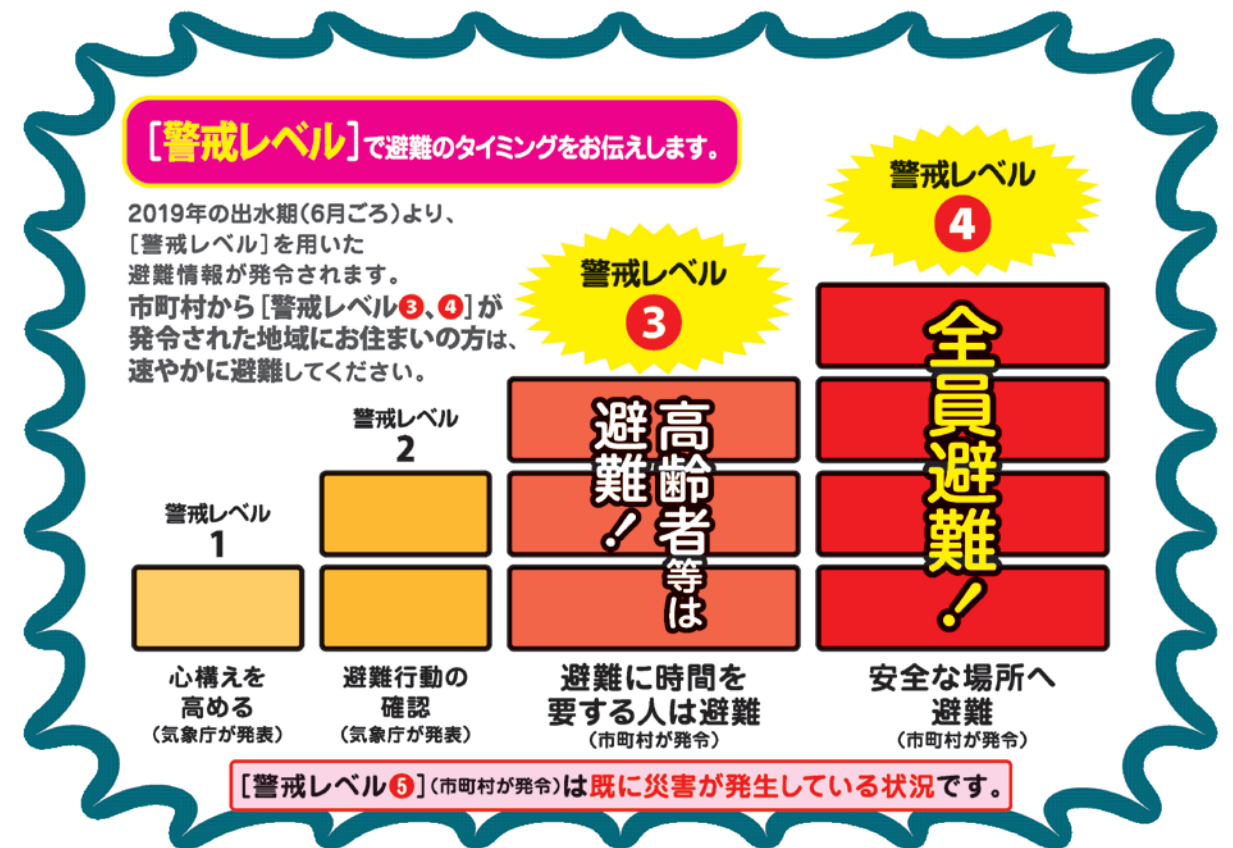 [警戒レベル]で避難のタイミングをお伝えします。
2019年の出水期(6月ごろ)より、
[警戒レベル]を用いた
避難情報が発令されます。
市町村から[警戒レベル❸、❹]が
発令された地域にお住まいの方は、
速やかに避難してください。
警戒レベル
1
心構えを
高める
(気象庁が発表)
警戒レベル
2
避難行動の
確認
(気象庁が発表)
警戒レベル
3
高齢者等は
避難!
避難に時間を
要する人は避難
(市町村が発令)
警戒レベル
4
全員避難!
安全な場所へ
避難
(市町村が発令)
[警戒レベル❺](市町村が発令)は既に災害が発生している状況です。